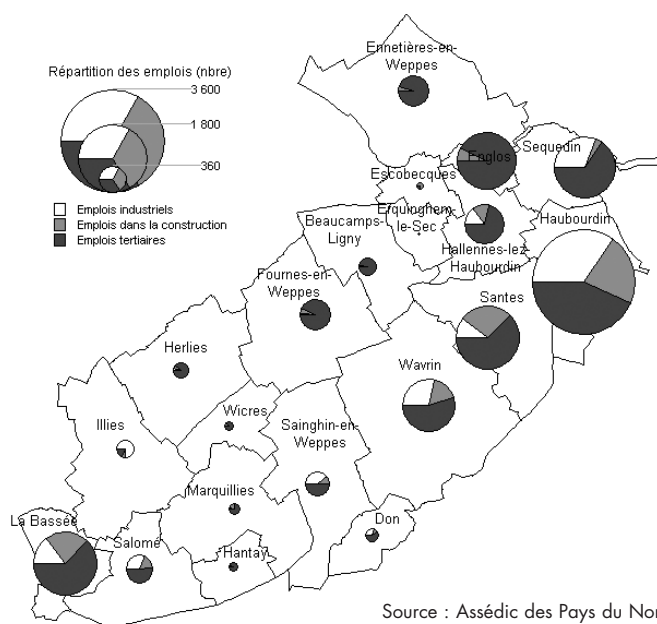 Répartition des emplois (nbre)
3 600
1 800
360
Emplois industriels
Emplois dans la construction
Emplois tertiaires
Ennetières-en-
Weppes
Englos
Sequedin
Escobecques
Erquinghem-
le-Sec
Haubourdin
Beaucamps-
Ligny
Hallennes-lez-
Haubourdin
Fournes-en-
Weppes
Santes
Herlies
Wavrin
Wicres
Illies
Sainghin-en-
Weppes
Marquillies
La Bassée
Salomé
Don
Hantay
Source : Assédic des Pays du Nor